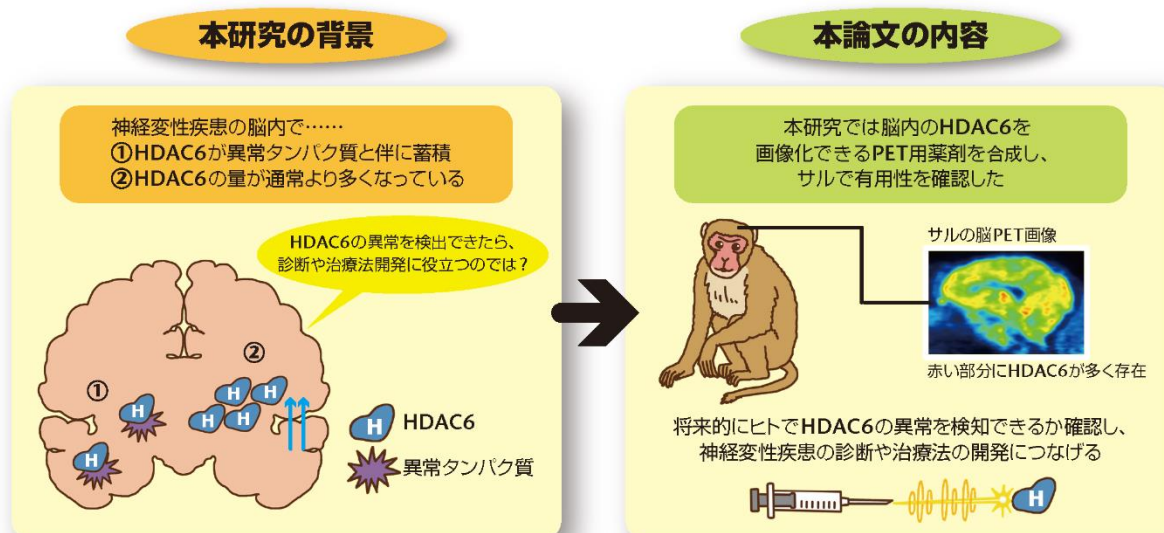 本研究の背景
神経変性疾患の脳内で……
①HDAC6が異常タンパク質と伴に蓄積
②HDAC6の量が通常より多くなっている
HDAC6の異常を検出できたら、
診断や治療法開発に役立つのでは？
①
②
H
H
H
H
H
H
H
HDAC6
異常タンパク質
本論文の内容
本研究では脳内のHDAC6を
画像化できるPET用薬剤を合成し、
サルで有用性を確認した
サルの脳PET画像
赤い部分にHDAC6が多く存在
将来的にヒトでHDAC6の異常を検知できるか確認し、
神経変性疾患の診断や治療法の開発につなげる
H